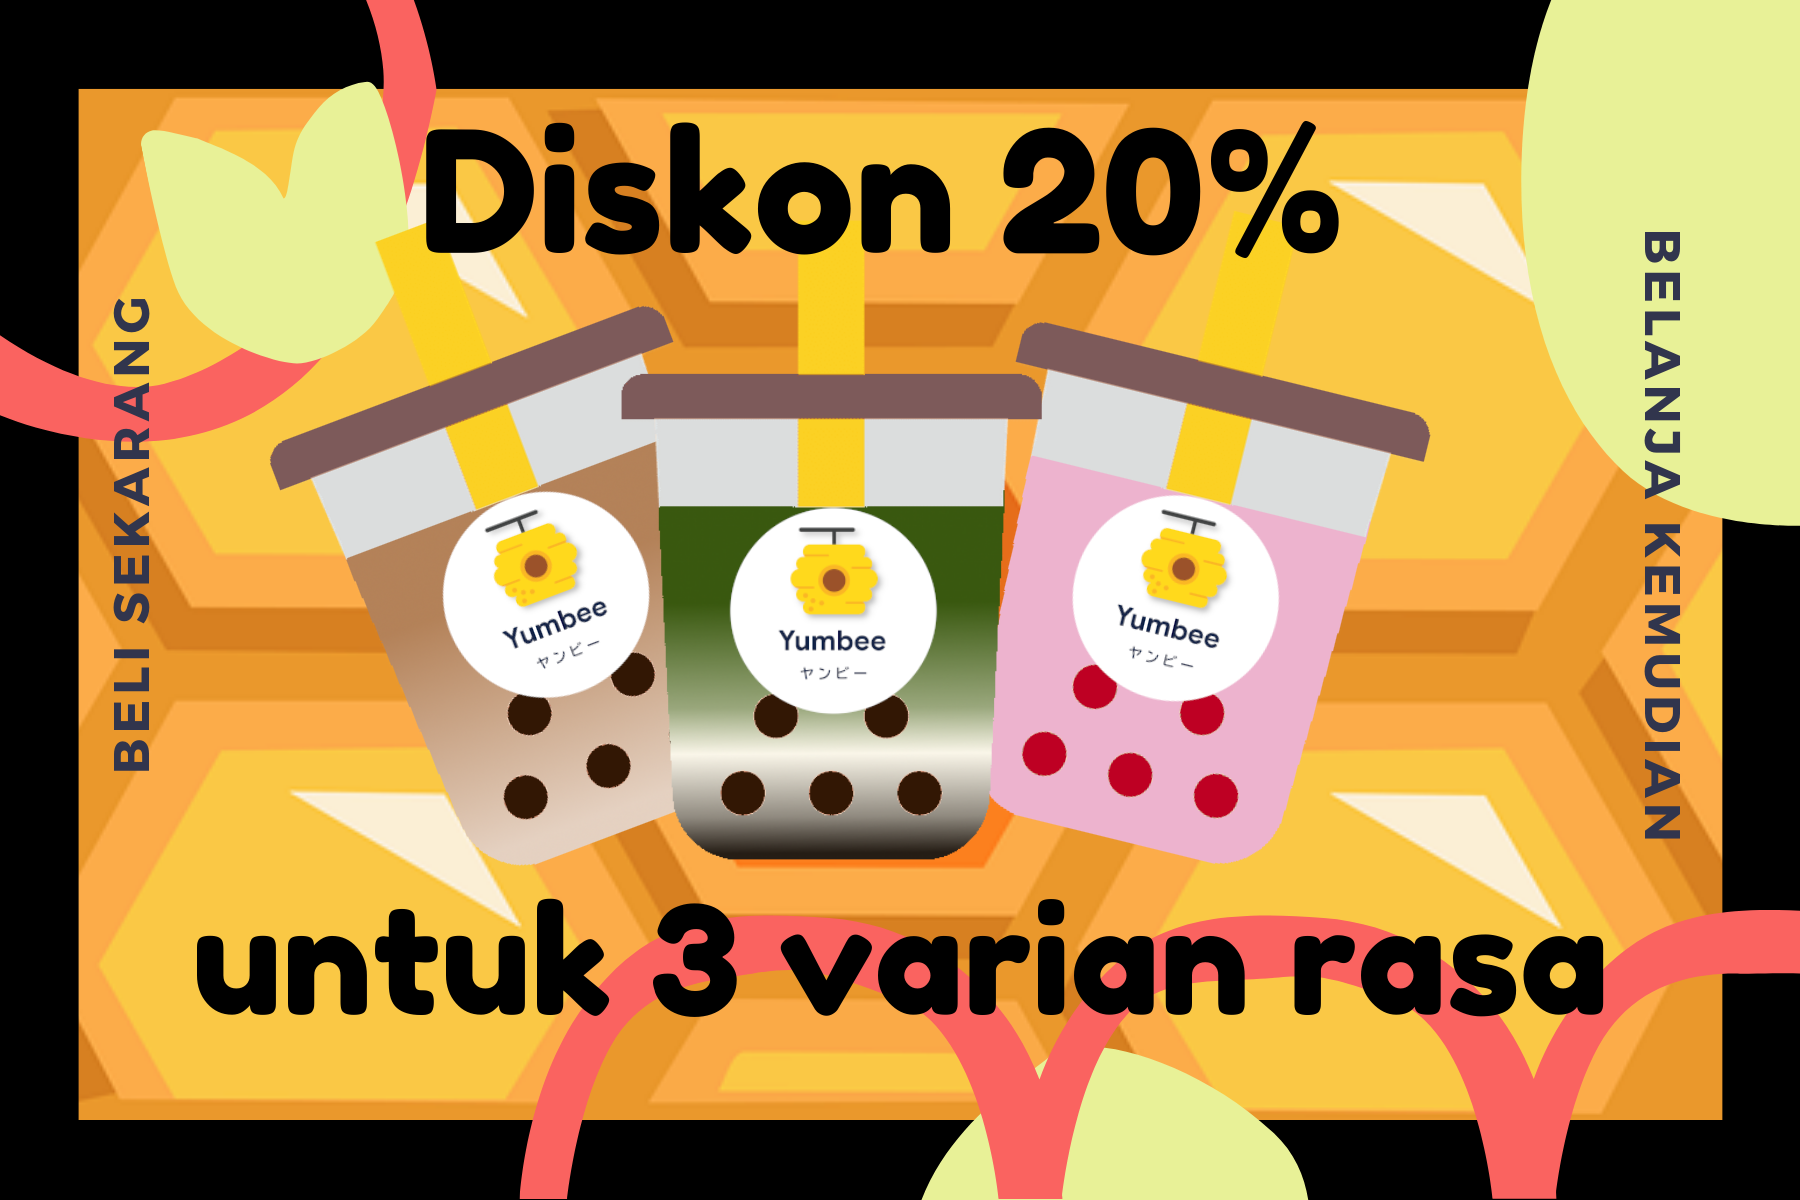 Diskon 20%
BELI SEKARANG
BELANJA KEMUDIAN
Yumbee
ヤンビー
Yumbee
ヤンビー
Yumbee
ヤンビー
untuk 3 varian rasa